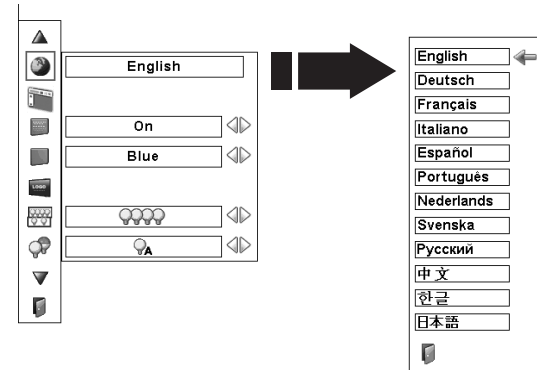 English
On
Blue
LOGO
A
English
Deutsch
Français
Italiano
Español
Português
Nederlands
Svenska
Русский
中文
한글
日本語